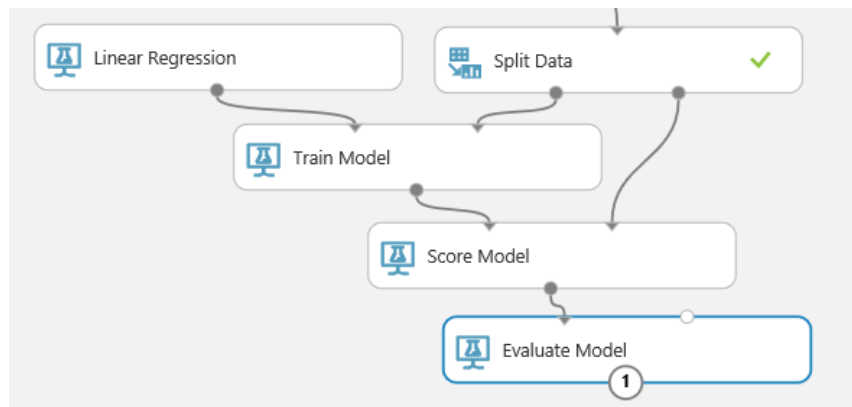 Linear Regression
Split Data
Train Model
Score Model
Evaluate Model
1